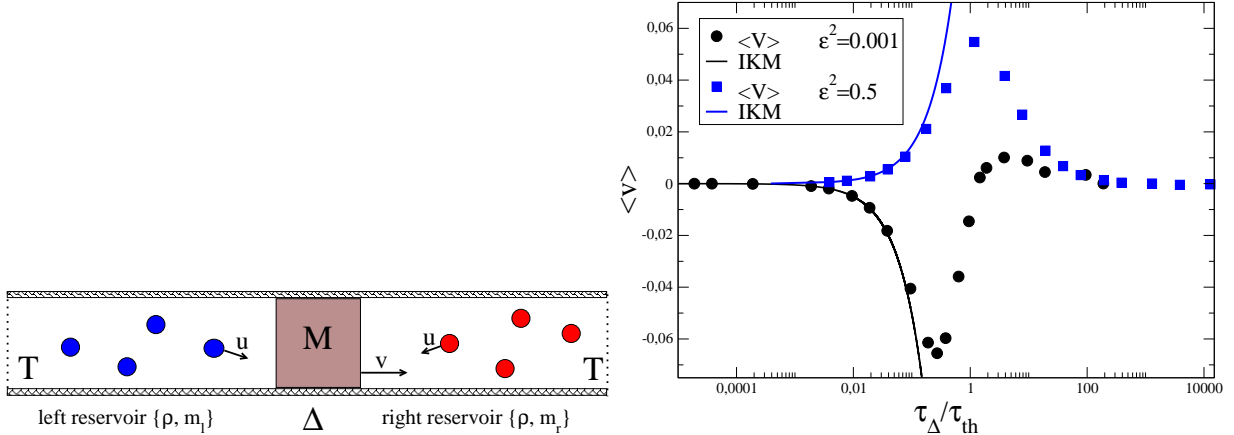 u
M
u
T
v
T
left reservoir {ρ, m_l}
Δ
right reservoir {ρ, m_r}
<V> ε²=0.001
IKM
<V> ε²=0.5
IKM
0,06
0,04
0,02
0
-0,02
-0,04
-0,06
<v>
0,0001
0,01
1
100
10000
τ_Δ/τ_th